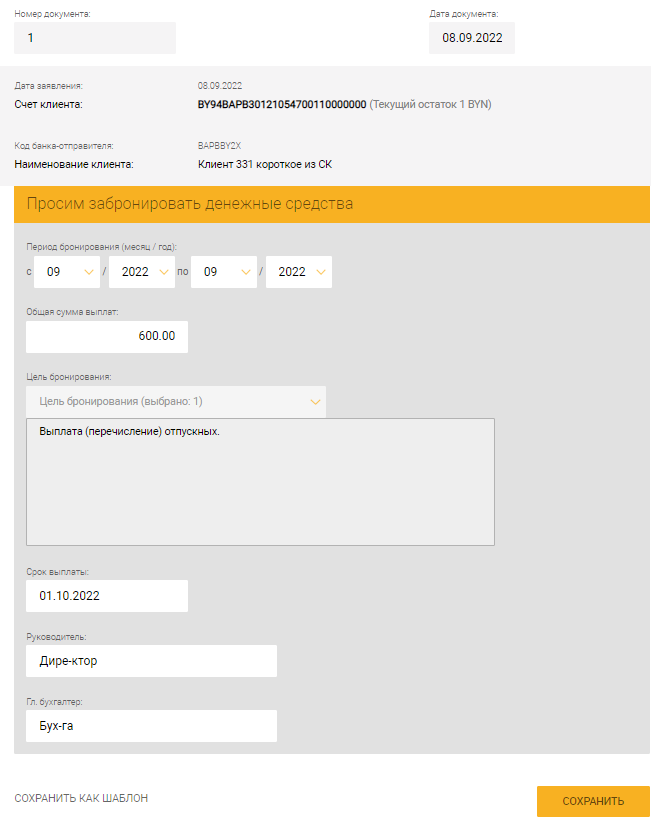 Номер документа: Дата документа:
1 08.09.2022
Дата заявления: 08.09.2022
Счет клиента: BY94BAPB30121054700110000000 (Текущий остаток 1 BYN)
Код банка-отправителя: BAPBBY2X
Наименование клиента: Клиент 331 короткое из СК
Просим забронировать денежные средства
Период бронирования (месяц / год):
с 09 / 2022 по 09 / 2022
Общая сумма выплат:
600.00
Цель бронирования:
Цель бронирования (выбрано: 1)
Выплата (перечисление) отпускных.
Срок выплаты:
01.10.2022
Руководитель:
Дире-ктор
Гл. бухгалтер:
Бух-га
СОХРАНИТЬ КАК ШАБЛОН СОХРАНИТЬ